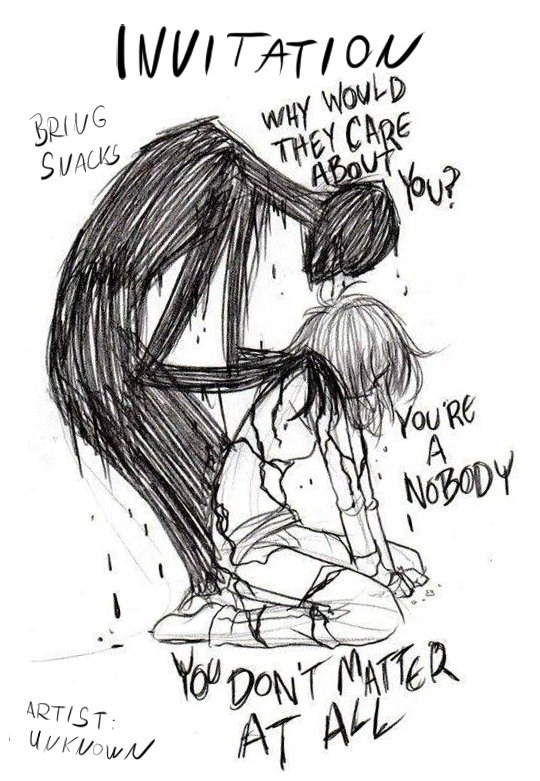 INVITATION
BRING
SNACKS
WHY WOULD
THEY CARE
ABOUT
YOU?
YOU'RE
A
NOBODY
YOU DON'T MATTER
AT ALL
ARTIST:
UNKNOWN